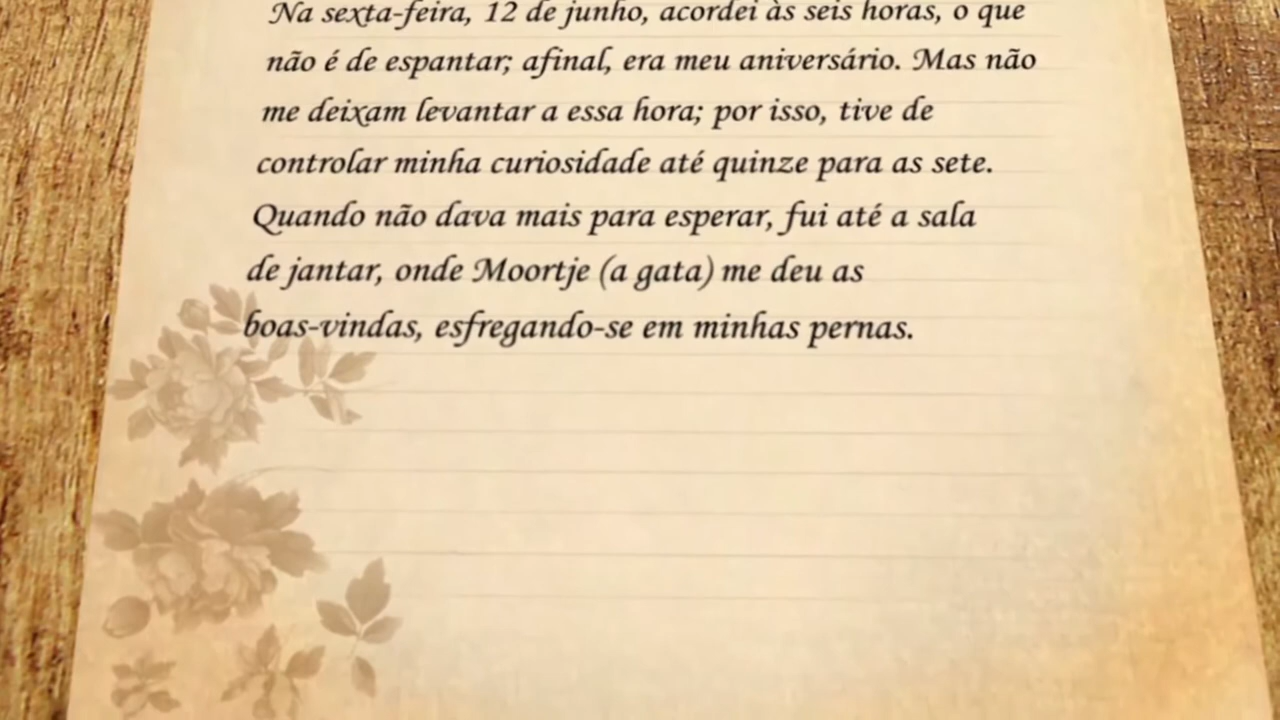 Na sexta-feira, 12 de junho, acordei às seis horas, o que
não é de espantar; afinal, era meu aniversário. Mas não
me deixam levantar a essa hora; por isso, tive de
controlar minha curiosidade até quinze para as sete.
Quando não dava mais para esperar, fui até a sala
de jantar, onde Moortje (a gata) me deu as
boas-vindas, esfregando-se em minhas pernas.